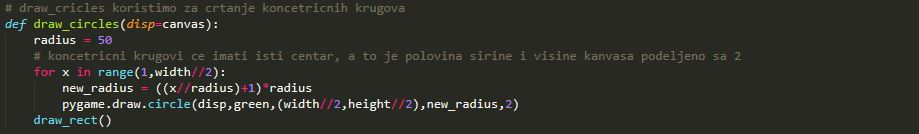 # draw_cricles koristimo za crtanje koncetricnih krugova
def draw_circles(disp=canvas):
    radius = 50
    # koncetricni krugovi ce imati isti centar, a to je polovina sirine i visine kanvasa podeljeno sa 2
    for x in range(1,width//2):
        new_radius = ((x//radius)+1)*radius
        pygame.draw.circle(disp,green,(width//2,height//2),new_radius,2)
    draw_rect()